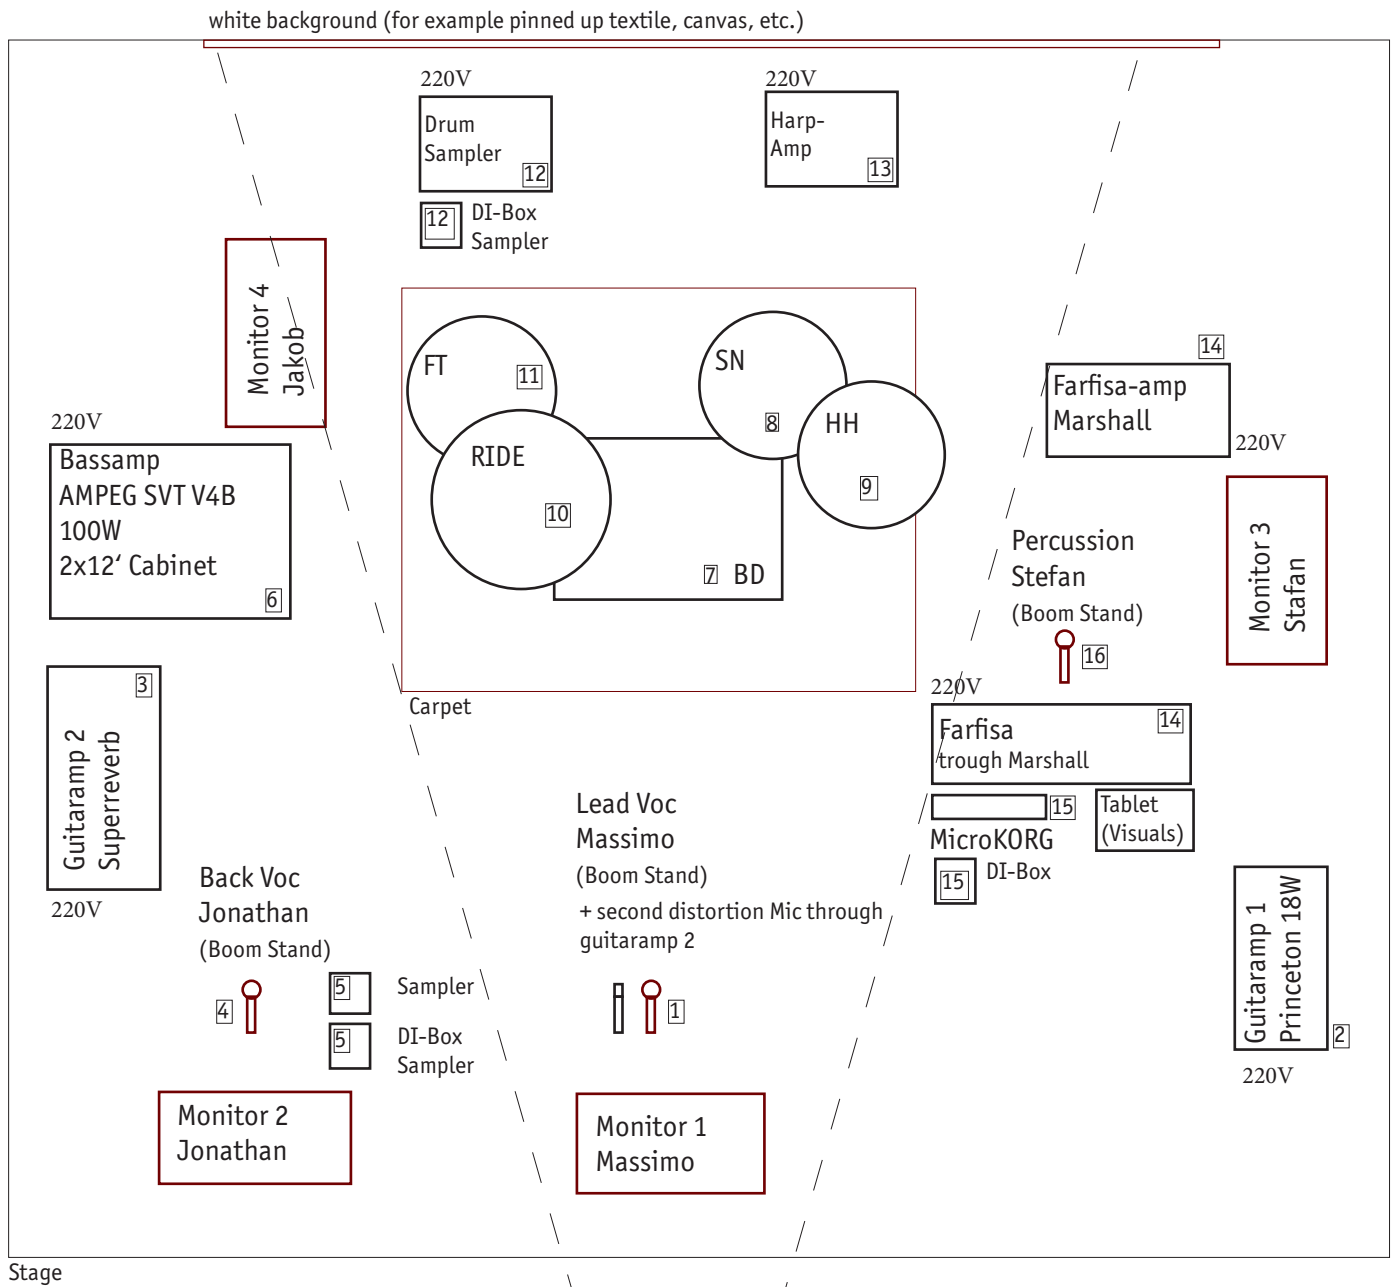 white background (for example pinned up textile, canvas, etc.)
220V
Drum
Sampler
12
12
DI-Box
Sampler
220V
Harp-
Amp
13
Monitor 4
Jakob
FT
11
SN
8
HH
9
RIDE
10
7 BD
Carpet
14
Farfisa-amp
Marshall
220V
220V
Bassamp
AMPEG SVT V4B
100W
2x12‘ Cabinet
6
Monitor 3
Stafan
Percussion
Stefan
(Boom Stand)
16
3
Guitaramp 2
Superreverb
220V
220V
Farfisa
14
trough Marshall
15
MicroKORG
Tablet
(Visuals)
15
DI-Box
Lead Voc
Massimo
(Boom Stand)
+ second distortion Mic through
guitaramp 2
1
Back Voc
Jonathan
(Boom Stand)
4
5
Sampler
5
DI-Box
Sampler
Guitaramp 1
Princeton 18W
2
220V
Monitor 2
Jonathan
Monitor 1
Massimo
Stage